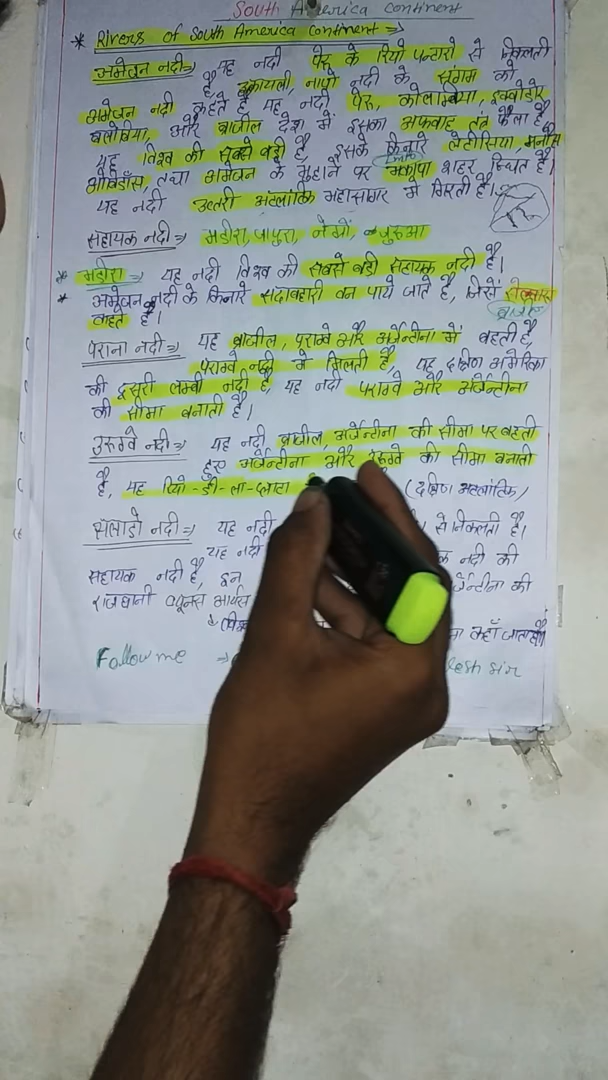 South America continent
* Rivers of South America continent ⇒
अमेजन नदी ⇒ यह नदी पेरू के रियो पन्टारो से निकलती
है, उकायली, नापो नदी के संगम को
अमेजन नदी कहते है, यह नदी पेरू, कोलाम्बिया, इक्वोडोर
बलोविया, और ब्राजील देश में इसका अफवाह तंत्र फैला है
यह विश्व की सबसे बड़ी है, इसके किनारे लेटीसिया, मनौस
ओविडोंस, तथा अमेजन के मुहाने पर मकापा शहर स्थित है।
यह नदी उत्तरी अटलांटिक महासागर में गिरती है।
सहायक नदी ⇒ मडीरा, जापुरा, नेग्रो, जुरुआ
* मडीरा ⇒ यह नदी विश्व की सबसे बड़ी सहायक नदी है।
* अमेजन नदी के किनारे सदाबहारी वन पाये जाते है, जिसे सेल्वास
कहते है। ब्राजील
पराना नदी ⇒ यह ब्राजील, पराग्वे और अर्जेन्टीना में बहती है,
पराग्वे नदी में मिलती है, यह दक्षिण अमेरिका
की दूसरी लम्बी नदी है, यह नदी पराग्वे और अर्जेन्टीना
की सीमा बनाती है।
उरुग्वे नदी ⇒ यह नदी ब्राजील, अर्जेन्टीना की सीमा पर बहती
हुए अर्जेन्टीना और उरुग्वे की सीमा बनाती
है, यह रियो-डी-ला-प्लाटा (दक्षिण अटलांटिक)
सलाडो नदी ⇒ यह नदी से निकलती है।
यह नदी नदी की
सहायक नदी है, इन अर्जेन्टीना की
राजधानी ब्यूनस आयर्स
कहाँ जाता है।
Follow me ⇒